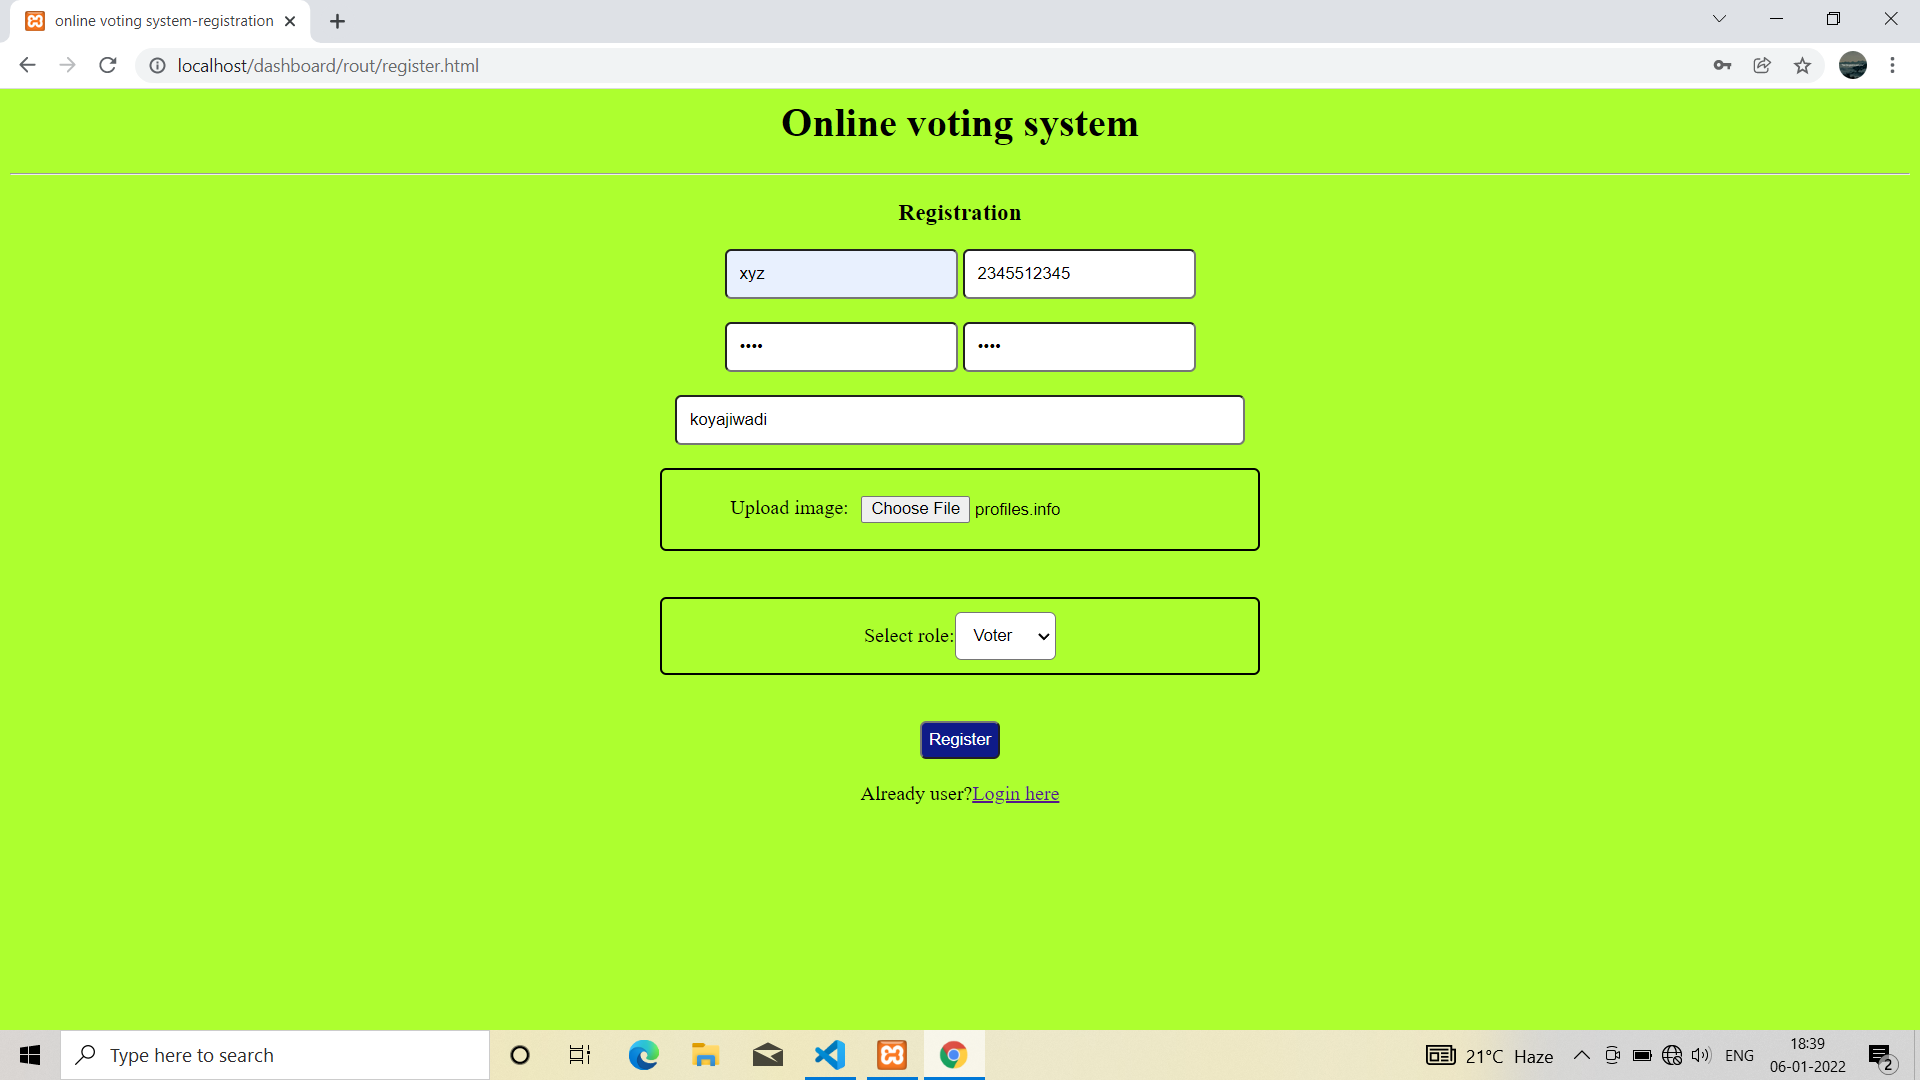 online voting system-registration
localhost/dashboard/rout/register.html
Online voting system
Registration
xyz 2345512345
•••• ••••
koyajiwadi
Upload image: Choose File profiles.info
Select role: Voter
Register
Already user?Login here
Type here to search
21°C Haze
ENG
18:39
06-01-2022
2